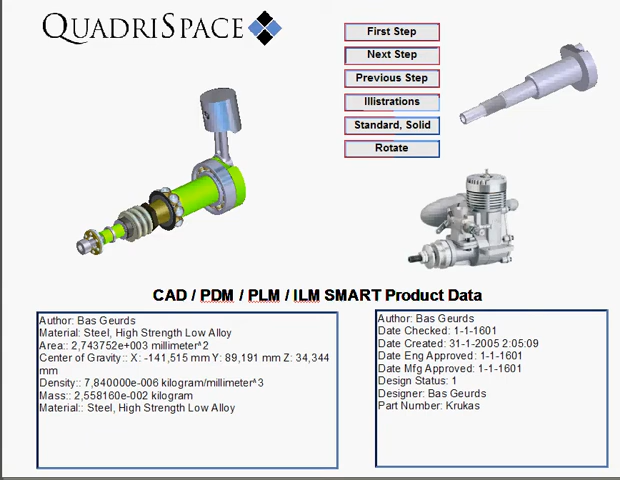 QUADRISPACE
First Step
Next Step
Previous Step
Illistrations
Standard, Solid
Rotate
CAD / PDM / PLM / ILM SMART Product Data
Author: Bas Geurds
Material: Steel, High Strength Low Alloy
Area:: 2,743752e+003 millimeter^2
Center of Gravity:: X: -141,515 mm Y: 89,191 mm Z: 34,344
mm
Density:: 7,840000e-006 kilogram/millimeter^3
Mass:: 2,558160e-002 kilogram
Material:: Steel, High Strength Low Alloy
Author: Bas Geurds
Date Checked: 1-1-1601
Date Created: 31-1-2005 2:05:09
Date Eng Approved: 1-1-1601
Date Mfg Approved: 1-1-1601
Design Status: 1
Designer: Bas Geurds
Part Number: Krukas